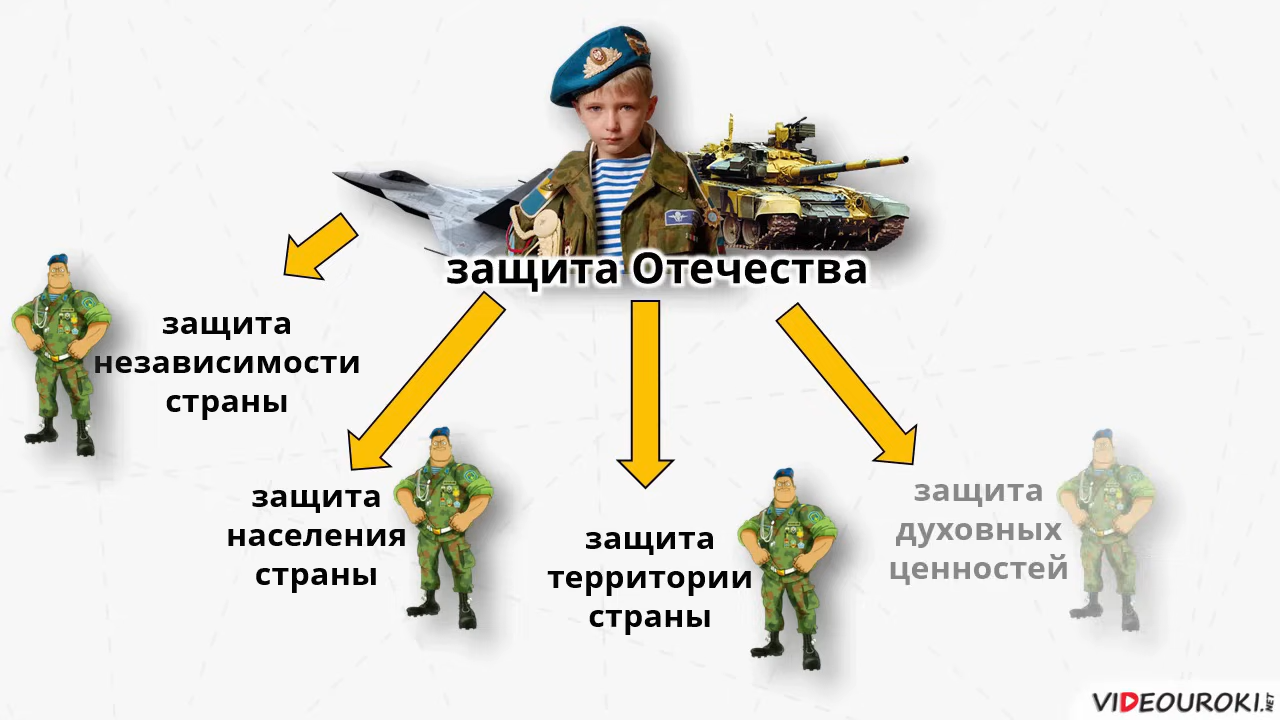 защита Отечества
защита
независимости
страны
защита
населения
страны
защита
территории
страны
защита
духовных
ценностей
VIDEOUROKI.NET